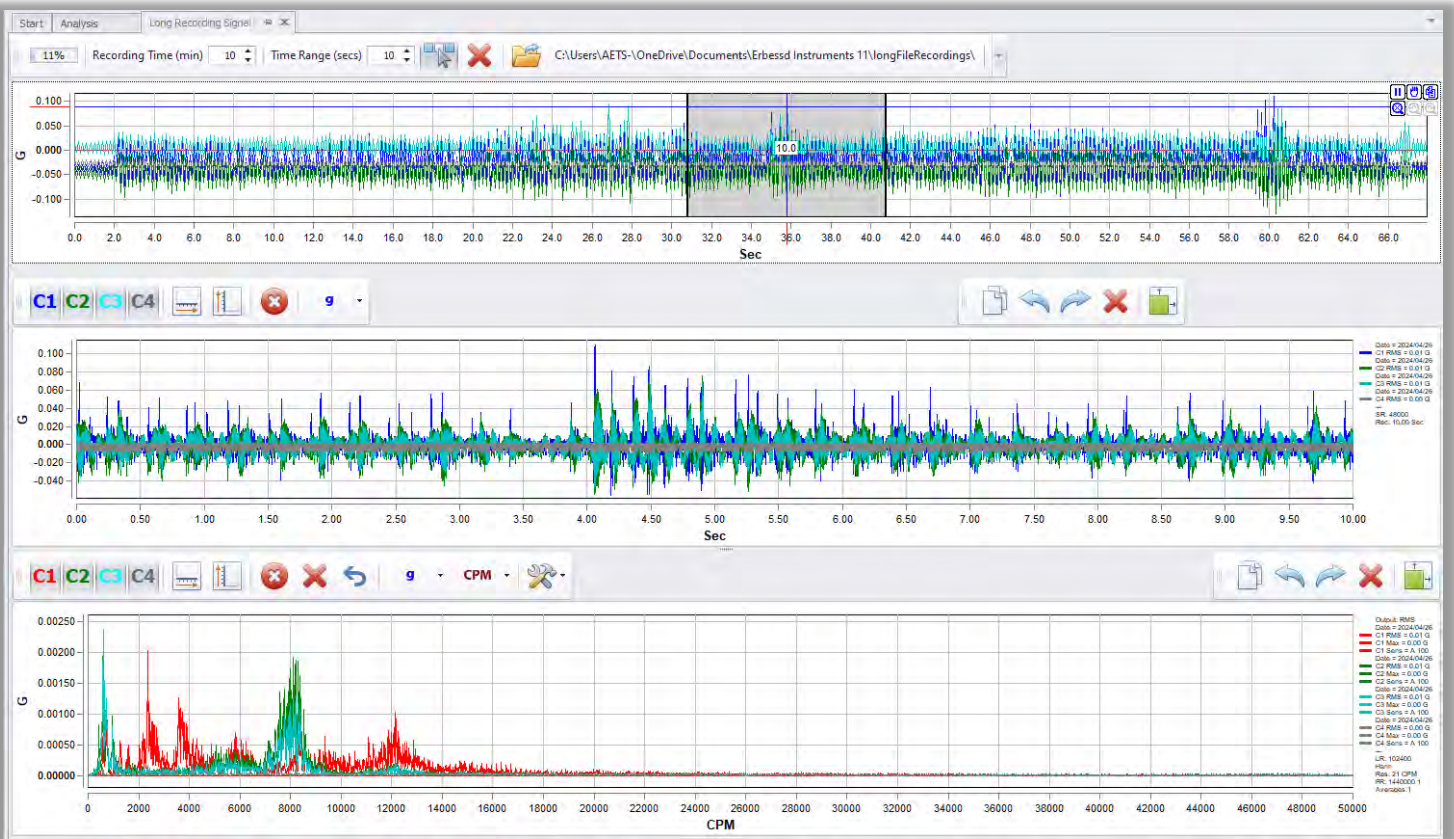 Start Analysis Long Recording Signal
11% Recording Time (min) 10 Time Range (secs) 10 C:\Users\AETS-\OneDrive\Documents\Erbessd Instruments 11\longFileRecordings\
0.100
0.050
0.000
-0.050
-0.100
G
10.0
0.0 2.0 4.0 6.0 8.0 10.0 12.0 14.0 16.0 18.0 20.0 22.0 24.0 26.0 28.0 30.0 32.0 34.0 36.0 38.0 40.0 42.0 44.0 46.0 48.0 50.0 52.0 54.0 56.0 58.0 60.0 62.0 64.0 66.0
Sec
C1 C2 C3 C4 g
0.100
0.080
0.060
0.040
0.020
0.000
-0.020
-0.040
G
0.00 0.50 1.00 1.50 2.00 2.50 3.00 3.50 4.00 4.50 5.00 5.50 6.00 6.50 7.00 7.50 8.00 8.50 9.00 9.50 10.00
Sec
Date = 2024/04/26
C1 RMS = 0.01 G
Date = 2024/04/26
C2 RMS = 0.01 G
Date = 2024/04/26
C3 RMS = 0.01 G
Date = 2024/04/26
C4 RMS = 0.00 G
---
SR: 48000
Rec. 10.00 Sec
C1 C2 C3 C4 g CPM
0.00250
0.00200
0.00150
0.00100
0.00050
0.00000
G
0 2000 4000 6000 8000 10000 12000 14000 16000 18000 20000 22000 24000 26000 28000 30000 32000 34000 36000 38000 40000 42000 44000 46000 48000 50000
CPM
Output: RMS
Date = 2024/04/26
C1 RMS = 0.01 G
C1 Max = 0.00 G
C1 Sens = A 100
Date = 2024/04/26
C2 RMS = 0.01 G
C2 Max = 0.00 G
C2 Sens = A 100
Date = 2024/04/26
C3 RMS = 0.01 G
C3 Max = 0.00 G
C3 Sens = A 100
Date = 2024/04/26
C4 RMS = 0.00 G
C4 Max = 0.00 G
C4 Sens = A 100
---
LR: 102400
Hann
Res. 21 CPM
RR: 1440000.1
Averages 1